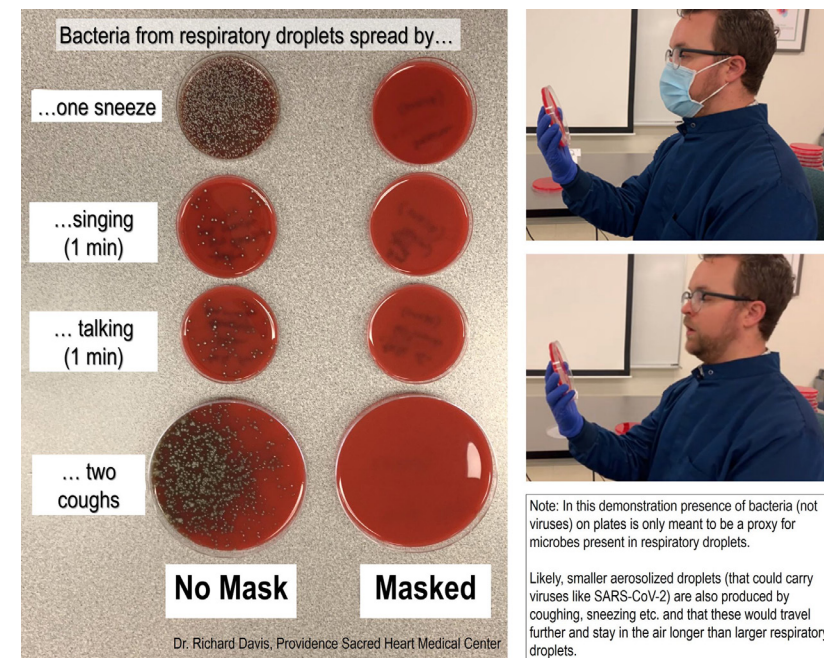 Bacteria from respiratory droplets spread by…
…one sneeze
…singing
(1 min)
… talking
(1 min)
… two
coughs
No Mask
Masked
Dr. Richard Davis, Providence Sacred Heart Medical Center
Note: In this demonstration presence of bacteria (not
viruses) on plates is only meant to be a proxy for
microbes present in respiratory droplets.
Likely, smaller aerosolized droplets (that could carry
viruses like SARS-CoV-2) are also produced by
coughing, sneezing etc. and that these would travel
further and stay in the air longer than larger respiratory
droplets.